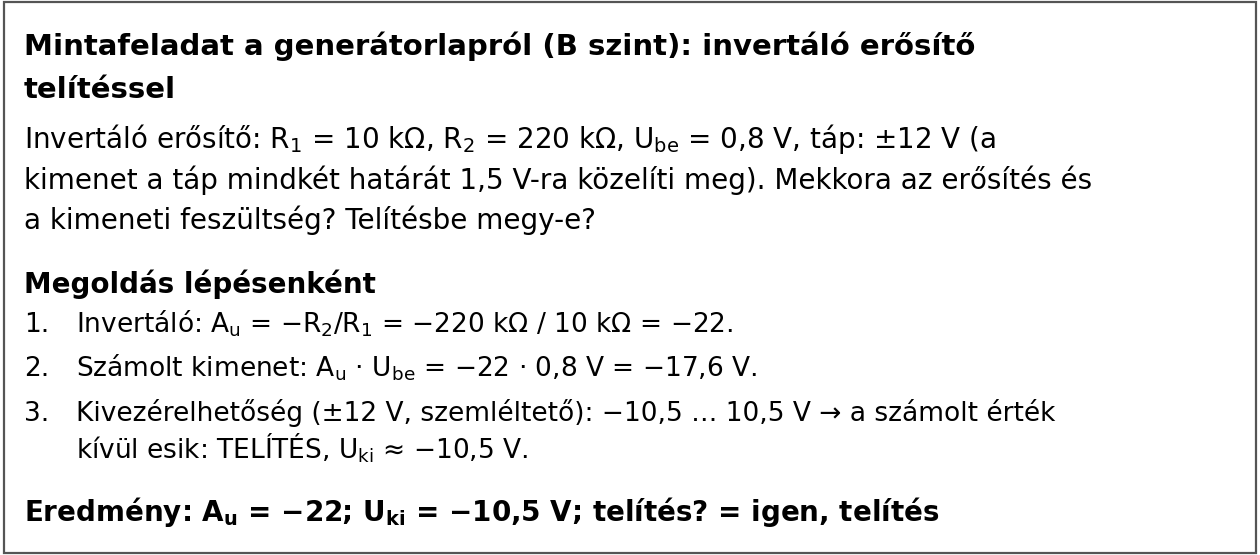 Mintafeladat a generátorlapról (B szint): invertáló erősítő
telítéssel
Invertáló erősítő: R₁ = 10 kΩ, R₂ = 220 kΩ, Ube = 0,8 V, táp: ±12 V (a
kimenet a táp mindkét határát 1,5 V-ra közelíti meg). Mekkora az erősítés és
a kimeneti feszültség? Telítésbe megy-e?
Megoldás lépésenként
1. Invertáló: Au = −R₂/R₁ = −220 kΩ / 10 kΩ = −22.
2. Számolt kimenet: Au · Ube = −22 · 0,8 V = −17,6 V.
3. Kivezérelhetőség (±12 V, szemléltető): −10,5 … 10,5 V → a számolt érték
kívül esik: TELÍTÉS, Uki ≈ −10,5 V.
Eredmény: Au = −22; Uki = −10,5 V; telítés? = igen, telítés